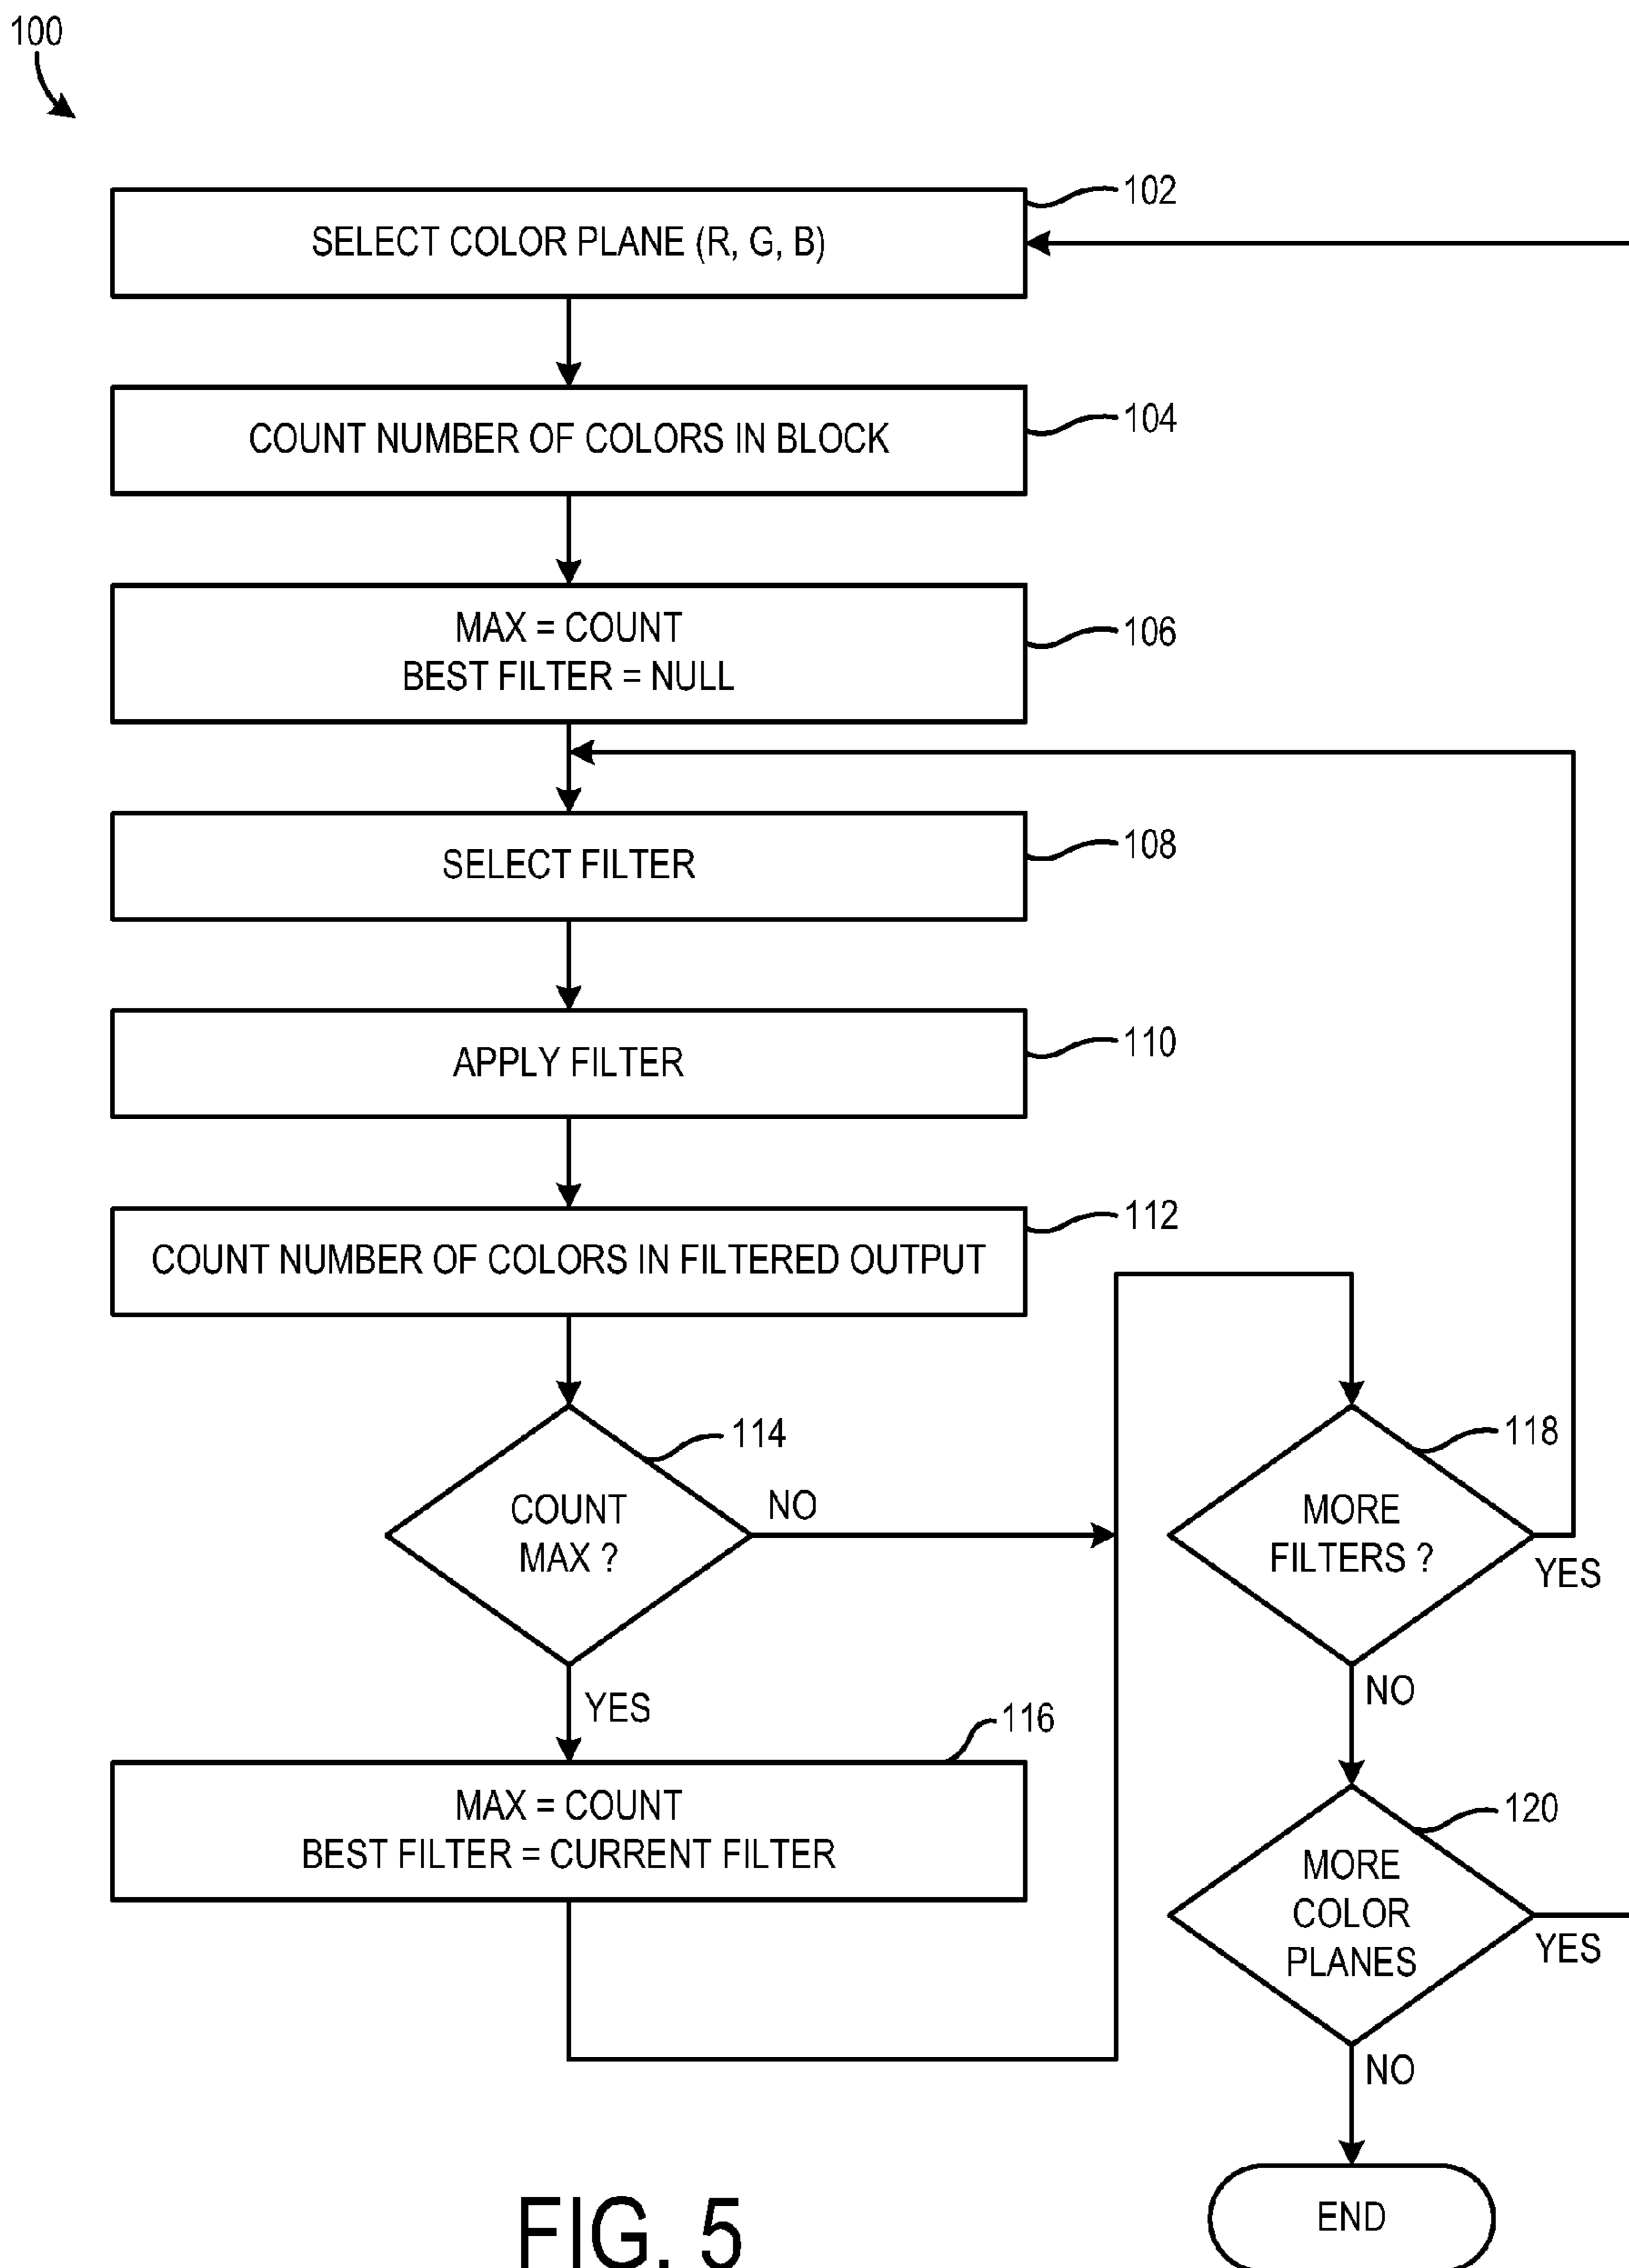 100
SELECT COLOR PLANE (R, G, B)
102
COUNT NUMBER OF COLORS IN BLOCK
104
MAX = COUNT
BEST FILTER = NULL
106
SELECT FILTER
108
APPLY FILTER
110
COUNT NUMBER OF COLORS IN FILTERED OUTPUT
112
COUNT
MAX ?
114
NO
YES
MAX = COUNT
BEST FILTER = CURRENT FILTER
116
MORE
FILTERS ?
118
YES
NO
MORE
COLOR
PLANES
120
YES
NO
END
FIG. 5